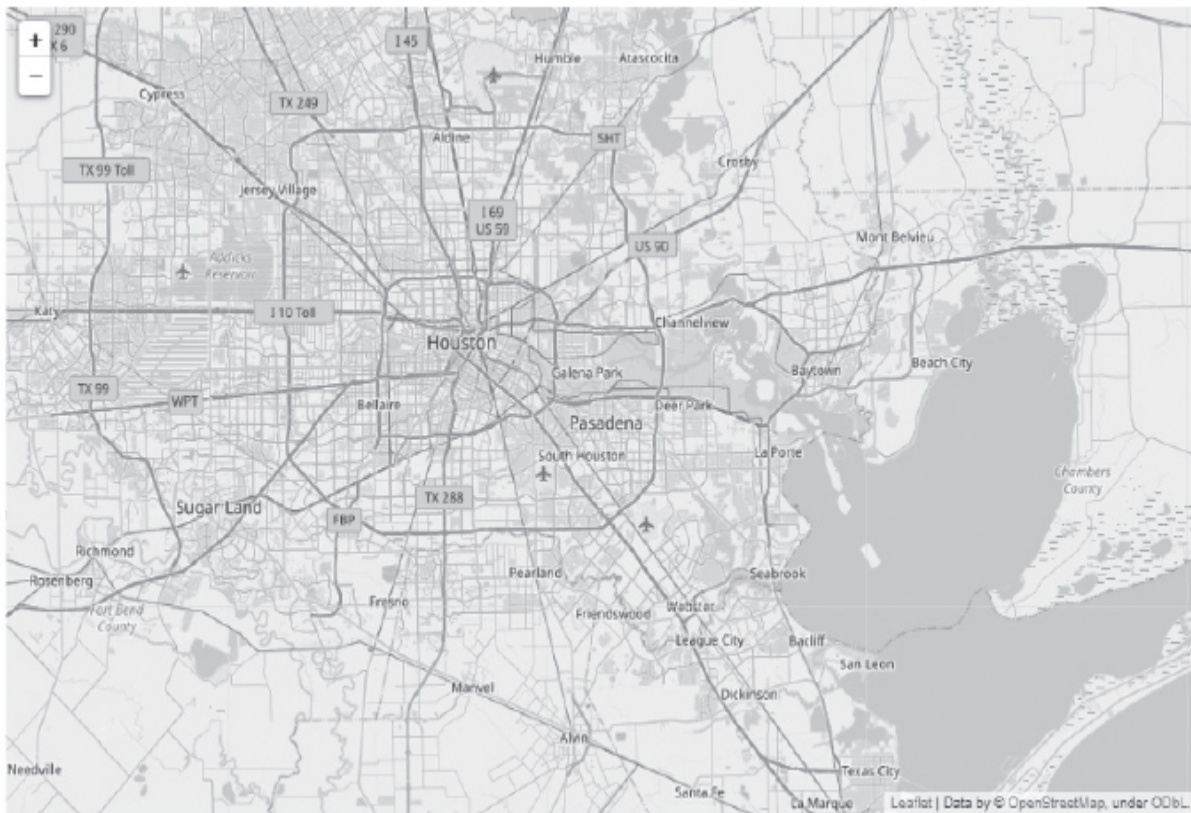 +
290
X 6
−
I 45
Humble
Atascocita
Cypress
TX 249
Aldine
SHT
Crosby
TX 99 Toll
Jersey Village
I 69
US 59
US 90
Mont Belvieu
Addicks
Reservoir
Katy
I 10 Toll
Channelview
Houston
Galena Park
Baytown
Beach City
TX 99
WPT
Bellaire
Deer Park
Pasadena
South Houston
La Porte
Chambers
County
Sugar Land
TX 288
FBP
Richmond
Rosenberg
Pearland
Seabrook
Fresno
Fort Bend
County
Friendswood
Webster
League City
Bacliff
San Leon
Manvel
Dickinson
Alvin
Needville
Texas City
Santa Fe
La Marque
Leaflet | Data by © OpenStreetMap, under ODbL.